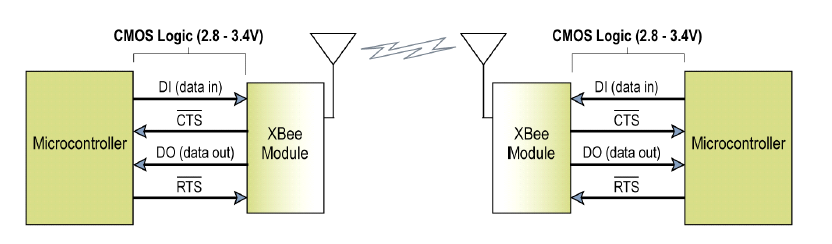 CMOS Logic (2.8 - 3.4V)
CMOS Logic (2.8 - 3.4V)
Microcontroller
DI (data in)
CTS
DO (data out)
RTS
XBee
Module
XBee
Module
DI (data in)
CTS
DO (data out)
RTS
Microcontroller